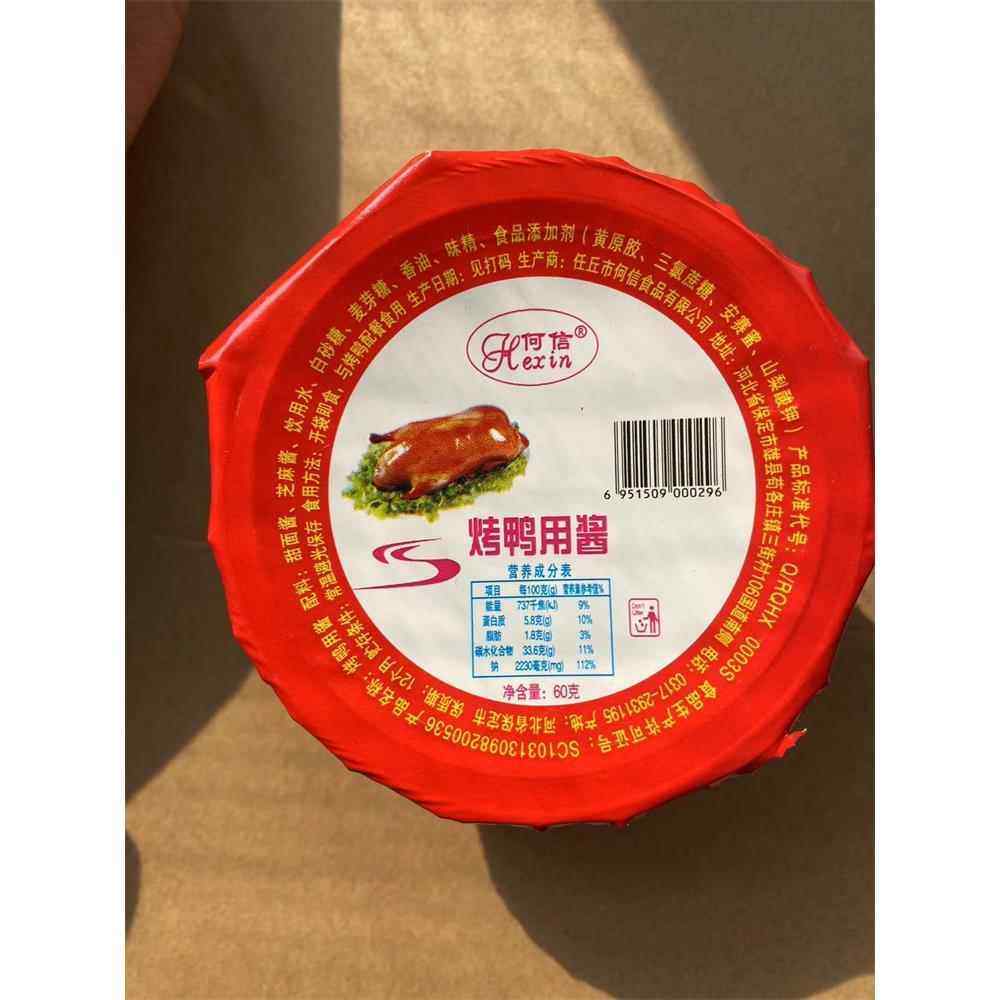 产品名称：烤鸭用酱 配料：甜面酱、芝麻酱、饮用水、白砂糖、麦芽糖、香油、味精、食品添加剂（黄原胶、三氯蔗糖、安赛蜜、山梨酸钾）产品标准代号：Q/RQHX 0003S 食品生产许可证号：SC10313098200536
保质期：12个月 贮存条件：常温避光保存 食用方法：开袋即食 与烤鸭配餐食用 生产日期：见打码 生产商：任丘市何信食品有限公司 地址：河北省保定市雄县苟各庄镇三街村106国道南侧 电话：0317-2931195 产地：河北省保定市
何信®
Hexin
6 951509 000296
烤鸭用酱
营养成分表
项目 每100克(g) 营养素参考值%
能量 737千焦(kJ) 9%
蛋白质 5.8克(g) 10%
脂肪 1.8克(g) 3%
碳水化合物 33.6克(g) 11%
钠 2230毫克(mg) 112%
Don't
Litter
净含量：60克